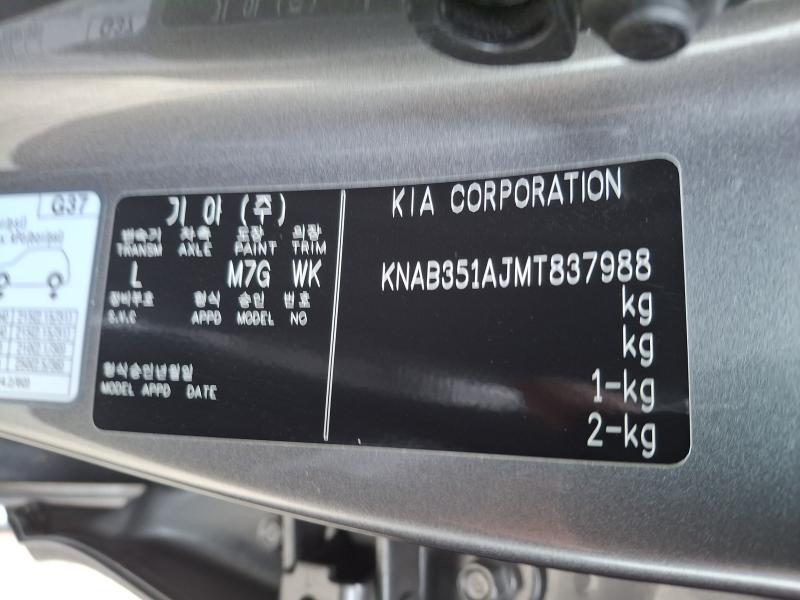 G37
기아(주)
변속기 차축 도장 의장
TRANSM AXLE PAINT TRIM
L M7G WK
장비부호 형식 승인 번호
S.V.C APPD MODEL NO
형식승인년월일
MODEL APPD DATE
KIA CORPORATION
KNAB351AJMT837988
kg
kg
1-kg
2-kg